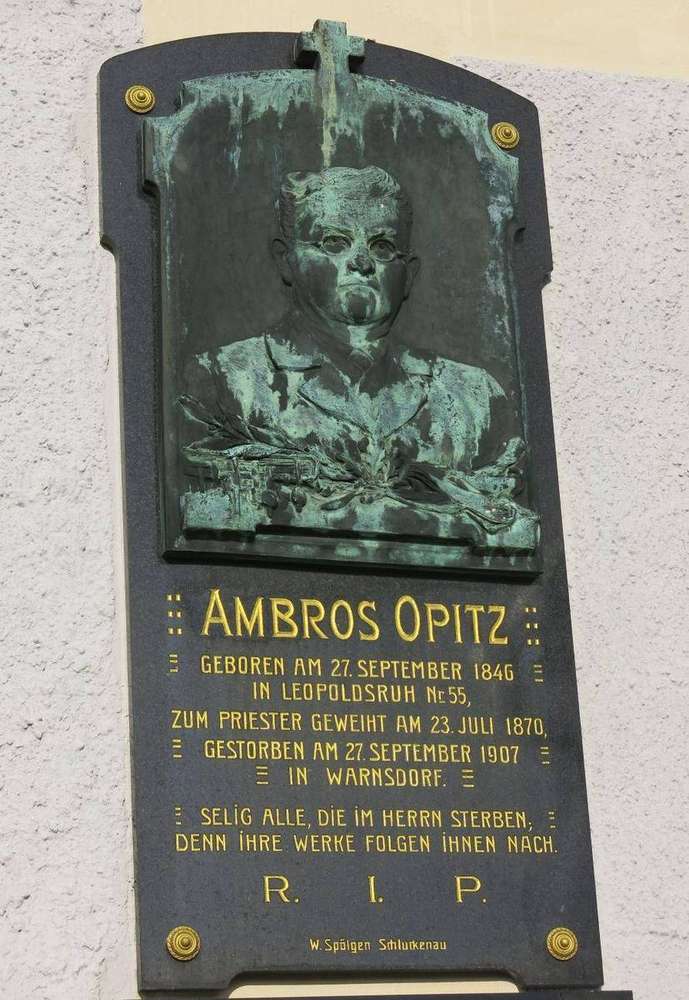 AMBROS OPITZ
GEBOREN AM 27. SEPTEMBER 1846
IN LEOPOLDSRUH Nr. 55,
ZUM PRIESTER GEWEIHT AM 23. JULI 1870,
GESTORBEN AM 27. SEPTEMBER 1907
IN WARNSDORF.
SELIG ALLE, DIE IM HERRN STERBEN;
DENN IHRE WERKE FOLGEN IHNEN NACH.
R. I. P.
W. Spölgen Schluckenau